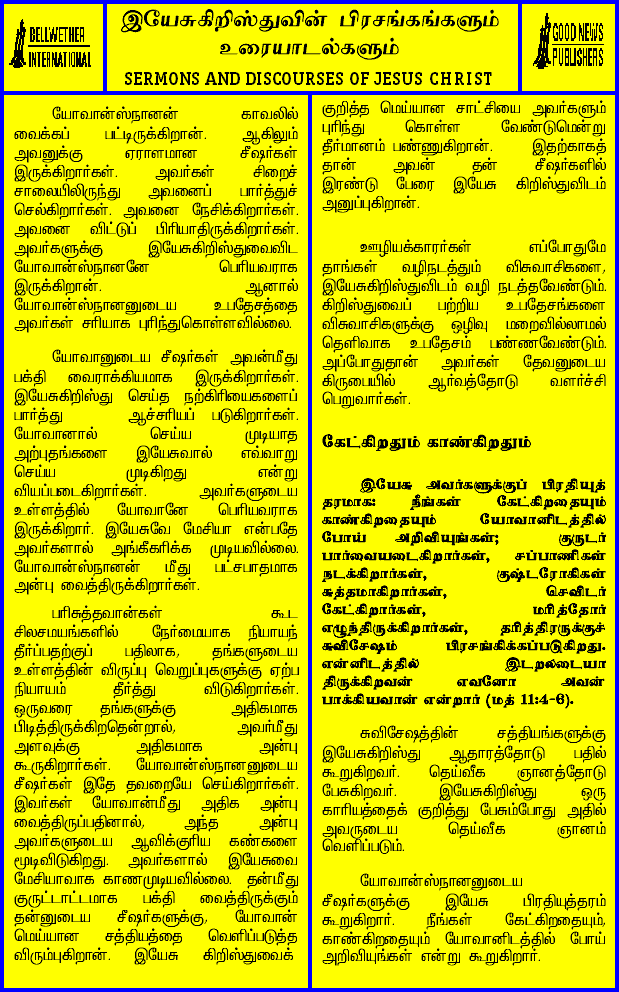 BELLWETHER
INTERNATIONAL
இயேசுகிறிஸ்துவின் பிரசங்கங்களும்
உரையாடல்களும்
SERMONS AND DISCOURSES OF JESUS CHRIST
GOOD NEWS
PUBLISHERS
யோவான்ஸ்நானன் காவலில்
வைக்கப் பட்டிருக்கிறான். ஆகிலும்
அவனுக்கு ஏராளமான சீஷர்கள்
இருக்கிறார்கள். அவர்கள் சிறைச்
சாலையிலிருந்து அவனைப் பார்த்துச்
செல்கிறார்கள். அவனை நேசிக்கிறார்கள்.
அவனை விட்டுப் பிரியாதிருக்கிறார்கள்.
அவர்களுக்கு இயேசுகிறிஸ்துவைவிட
யோவான்ஸ்நானனே பெரியவராக
இருக்கிறான். ஆனால்
யோவான்ஸ்நானனுடைய உபதேசத்தை
அவர்கள் சரியாக புரிந்துகொள்ளவில்லை.
யோவானுடைய சீஷர்கள் அவன்மீது
பக்தி வைராக்கியமாக இருக்கிறார்கள்.
இயேசுகிறிஸ்து செய்த நற்கிரியைகளைப்
பார்த்து ஆச்சரியப் படுகிறார்கள்.
யோவானால் செய்ய முடியாத
அற்புதங்களை இயேசுவால் எவ்வாறு
செய்ய முடிகிறது என்று
வியப்படைகிறார்கள். அவர்களுடைய
உள்ளத்தில் யோவானே பெரியவராக
இருக்கிறார். இயேசுவே மேசியா என்பதே
அவர்களால் அங்கீகரிக்க முடியவில்லை.
யோவான்ஸ்நானன் மீது பட்சபாதமாக
அன்பு வைத்திருக்கிறார்கள்.
பரிசுத்தவான்கள் கூட
சிலசமயங்களில் நேர்மையாக நியாயந்
தீர்ப்பதற்குப் பதிலாக, தங்களுடைய
உள்ளத்தின் விருப்பு வெறுப்புகளுக்கு ஏற்ப
நியாயம் தீர்த்து விடுகிறார்கள்.
ஒருவரை தங்களுக்கு அதிகமாக
பிடித்திருக்கிறதென்றால், அவர்மீது
அளவுக்கு அதிகமாக அன்பு
கூருகிறார்கள். யோவான்ஸ்நானனுடைய
சீஷர்கள் இதே தவறையே செய்கிறார்கள்.
இவர்கள் யோவான்மீது அதிக அன்பு
வைத்திருப்பதினால், அந்த அன்பு
அவர்களுடைய ஆவிக்குரிய கண்களை
மூடிவிடுகிறது. அவர்களால் இயேசுவை
மேசியாவாக காணமுடியவில்லை. தன்மீது
குருட்டாட்டமாக பக்தி வைத்திருக்கும்
தன்னுடைய சீஷர்களுக்கு, யோவான்
மெய்யான சத்தியத்தை வெளிப்படுத்த
விரும்புகிறான். இயேசு கிறிஸ்துவைக்
குறித்த மெய்யான சாட்சியை அவர்களும்
புரிந்து கொள்ள வேண்டுமென்று
தீர்மானம் பண்ணுகிறான். இதற்காகத்
தான் அவன் தன் சீஷர்களில்
இரண்டு பேரை இயேசு கிறிஸ்துவிடம்
அனுப்புகிறான்.
ஊழியக்காரர்கள் எப்போதுமே
தாங்கள் வழிநடத்தும் விசுவாசிகளை,
இயேசுகிறிஸ்துவிடம் வழி நடத்தவேண்டும்.
கிறிஸ்துவைப் பற்றிய உபதேசங்களை
விசுவாசிகளுக்கு ஒழிவு மறைவில்லாமல்
தெளிவாக உபதேசம் பண்ணவேண்டும்.
அப்போதுதான் அவர்கள் தேவனுடைய
கிருபையில் ஆர்வத்தோடு வளர்ச்சி
பெறுவார்கள்.
கேட்கிறதும் காண்கிறதும்
இயேசு அவர்களுக்குப் பிரதியுத்
தரமாக: நீங்கள் கேட்கிறதையும்
காண்கிறதையும் யோவானிடத்தில்
போய் அறிவியுங்கள்; குருடர்
பார்வையடைகிறார்கள், சப்பாணிகள்
நடக்கிறார்கள், குஷ்டரோகிகள்
சுத்தமாகிறார்கள், செவிடர்
கேட்கிறார்கள், மரித்தோர்
எழுந்திருக்கிறார்கள், தரித்திரருக்குச்
சுவிசேஷம் பிரசங்கிக்கப்படுகிறது.
என்னிடத்தில் இடறலடையா
திருக்கிறவன் எவனோ அவன்
பாக்கியவான் என்றார் (மத் 11:4-6).
சுவிசேஷத்தின் சத்தியங்களுக்கு
இயேசுகிறிஸ்து ஆதாரத்தோடு பதில்
கூறுகிறவர். தெய்வீக ஞானத்தோடு
பேசுகிறவர். இயேசுகிறிஸ்து ஒரு
காரியத்தைக் குறித்து பேசும்போது அதில்
அவருடைய தெய்வீக ஞானம்
வெளிப்படும்.
யோவான்ஸ்நானனுடைய
சீஷர்களுக்கு இயேசு பிரதியுத்தரம்
கூறுகிறார். நீங்கள் கேட்கிறதையும்,
காண்கிறதையும் யோவானிடத்தில் போய்
அறிவியுங்கள் என்று கூறுகிறார்.